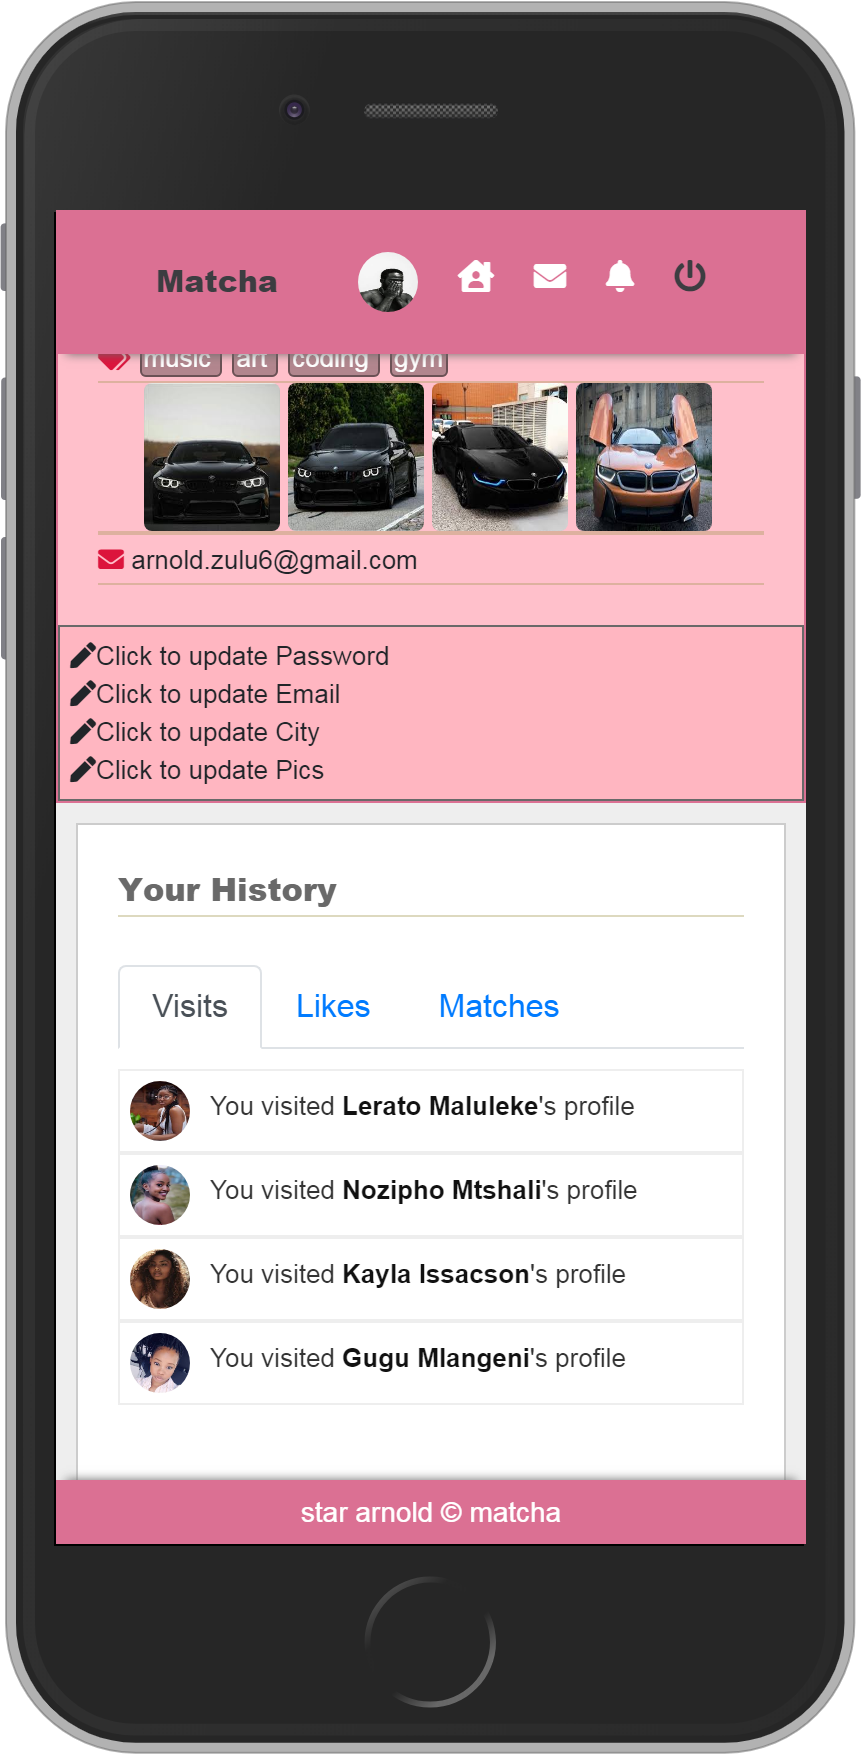 Matcha
music art coding gym
arnold.zulu6@gmail.com
Click to update Password
Click to update Email
Click to update City
Click to update Pics
Your History
Visits Likes Matches
You visited Lerato Maluleke's profile
You visited Nozipho Mtshali's profile
You visited Kayla Issacson's profile
You visited Gugu Mlangeni's profile
star arnold © matcha